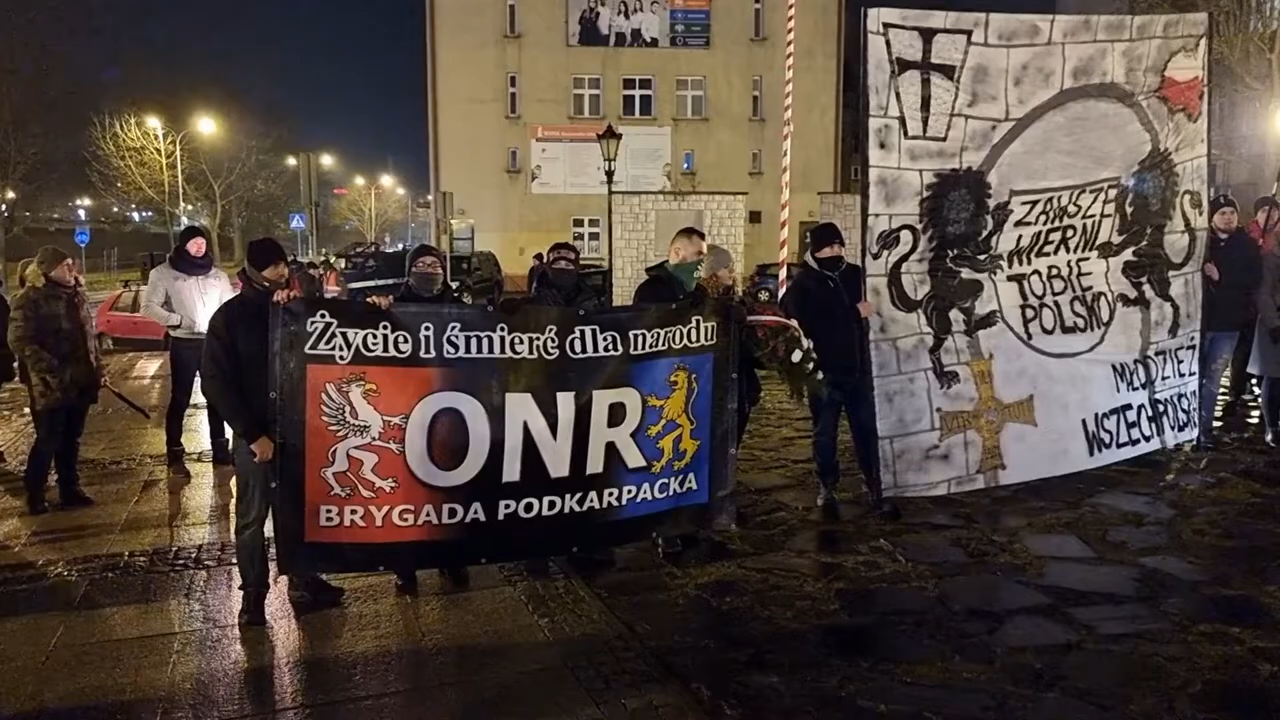 Życie i śmierć dla narodu
ONR
BRYGADA PODKARPACKA
ZAWSZE
WIERNI
TOBIE
POLSKO
MŁODZIEŻ
WSZECHPOLSKA